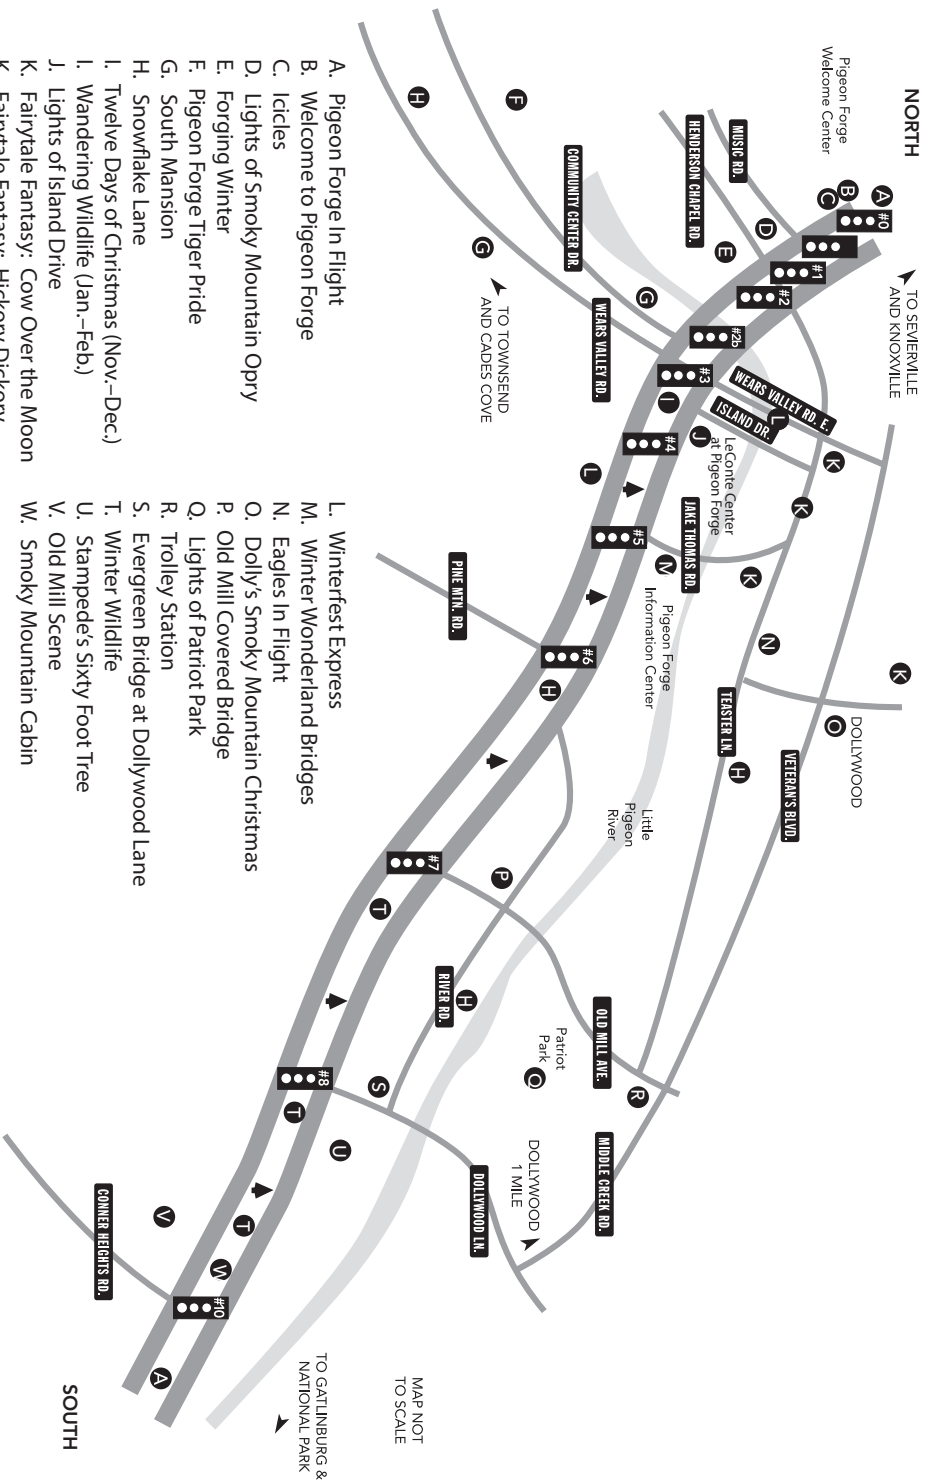 NORTH
TO SEVIERVILLE
AND KNOXVILLE
Pigeon Forge
Welcome Center
A
B
C
#0
#1
#2
#2b
#3
#4
#5
#6
#7
#8
#10
MUSIC RD.
HENDERSON CHAPEL RD.
D
E
COMMUNITY CENTER DR.
F
H
G
G
TO TOWNSEND
AND CADES COVE
WEARS VALLEY RD.
WEARS VALLEY RD. E.
ISLAND DR.
L
I
J
LeConte Center
at Pigeon Forge
K
K
K
K
L
JAKE THOMAS RD.
M
Pigeon Forge
Information Center
PINE MTN. RD.
N
O
DOLLYWOOD
TEASTER LN.
H
VETERAN'S BLVD.
H
Little
Pigeon
River
P
T
RIVER RD.
H
OLD MILL AVE.
Patriot
Park
Q
R
S
T
U
MIDDLE CREEK RD.
DOLLYWOOD
1 MILE
DOLLYWOOD LN.
V
T
W
CONNER HEIGHTS RD.
A
MAP NOT
TO SCALE
TO GATLINBURG &
NATIONAL PARK
SOUTH
A. Pigeon Forge In Flight
B. Welcome to Pigeon Forge
C. Icicles
D. Lights of Smoky Mountain Opry
E. Forging Winter
F. Pigeon Forge Tiger Pride
G. South Mansion
H. Snowflake Lane
I. Twelve Days of Christmas (Nov.–Dec.)
I. Wandering Wildlife (Jan.–Feb.)
J. Lights of Island Drive
K. Fairytale Fantasy: Cow Over the Moon
K. Fairytale Fantasy: Hickory Dickory
L. Winterfest Express
M. Winter Wonderland Bridges
N. Eagles In Flight
O. Dolly's Smoky Mountain Christmas
P. Old Mill Covered Bridge
Q. Lights of Patriot Park
R. Trolley Station
S. Evergreen Bridge at Dollywood Lane
T. Winter Wildlife
U. Stampede's Sixty Foot Tree
V. Old Mill Scene
W. Smoky Mountain Cabin